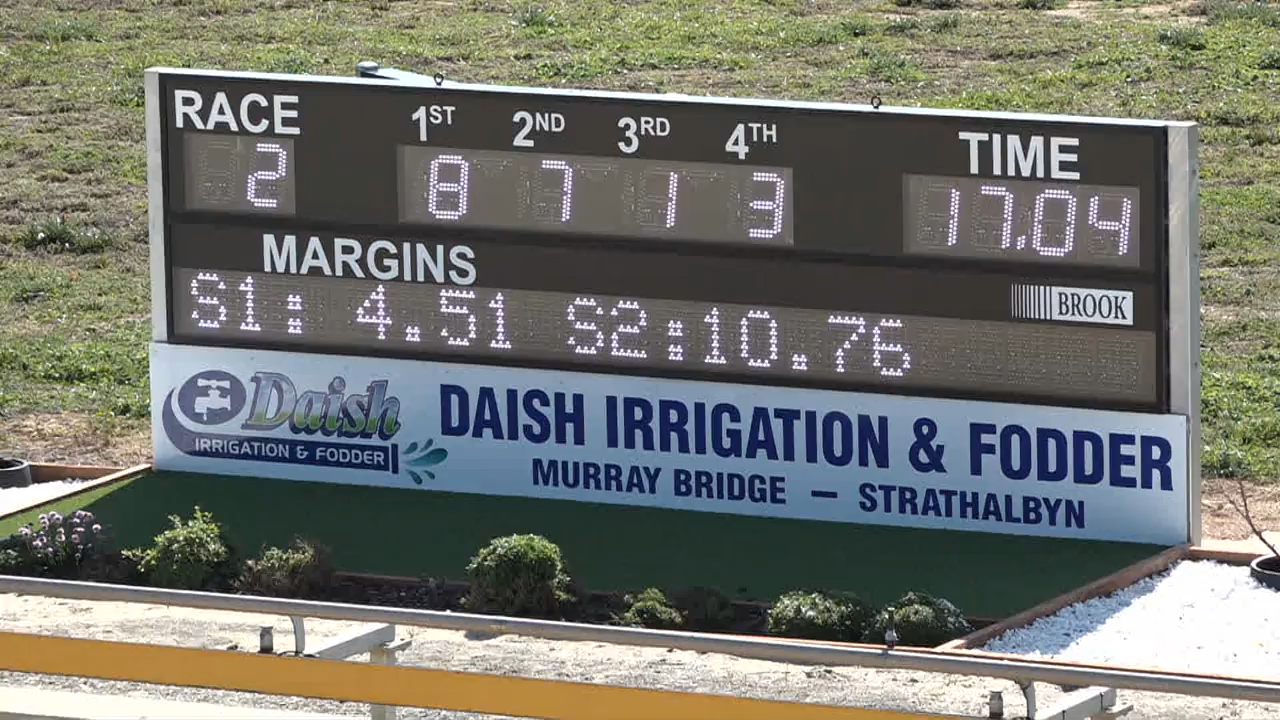 RACE 1ST 2ND 3RD 4TH TIME
2 8 7 1 3 17.04
MARGINS
BROOK
S1: 4.51 S2:10.76
Daish
IRRIGATION & FODDER
DAISH IRRIGATION & FODDER
MURRAY BRIDGE – STRATHALBYN